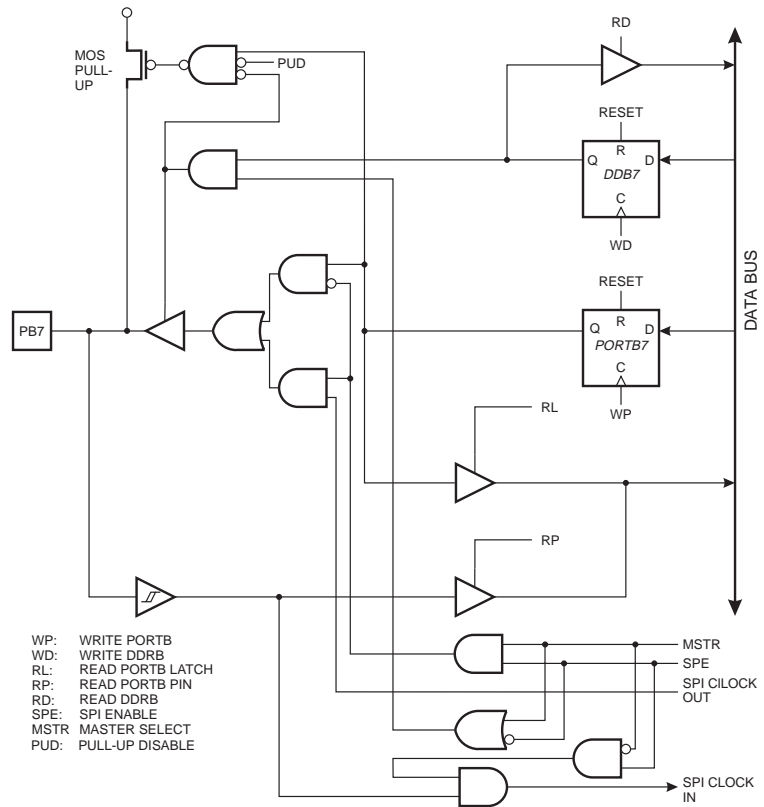 RD
MOS
PULL-
UP
PUD
RESET
R
Q
D
DDB7
C
WD
RESET
R
Q
D
PORTB7
C
WP
DATA BUS
PB7
RL
RP
MSTR
SPE
SPI ClLOCK
OUT
SPI CLOCK
IN
WP: WRITE PORTB
WD: WRITE DDRB
RL: READ PORTB LATCH
RP: READ PORTB PIN
RD: READ DDRB
SPE: SPI ENABLE
MSTR MASTER SELECT
PUD: PULL-UP DISABLE